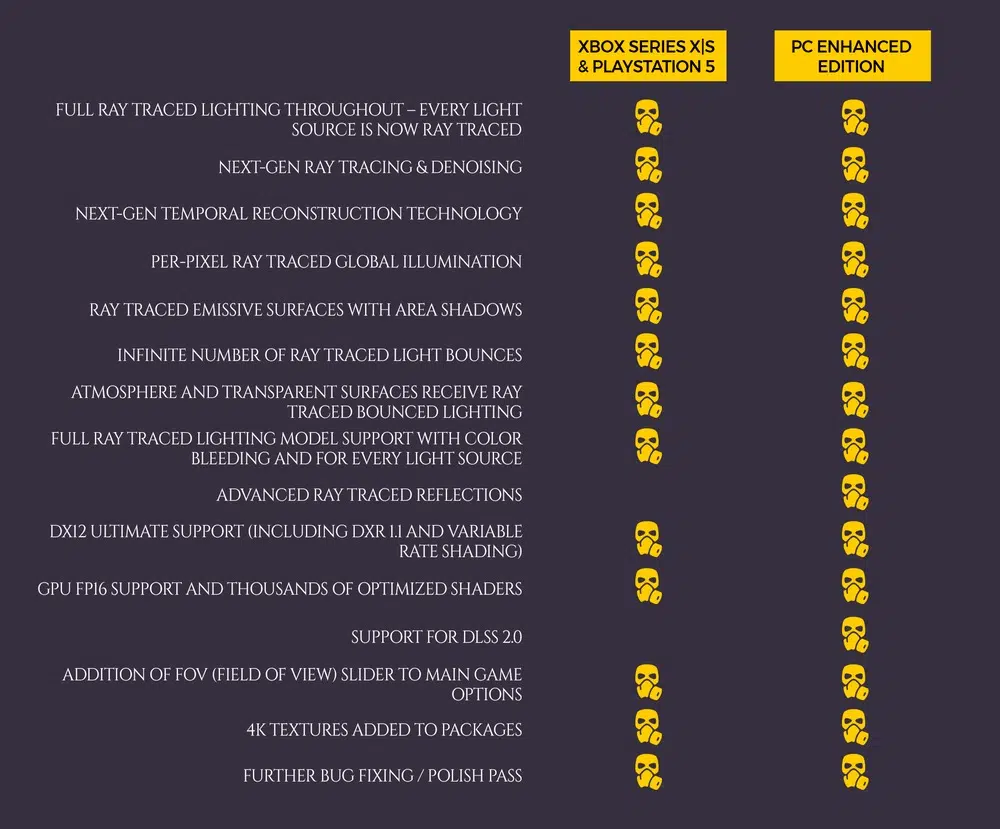 XBOX SERIES X|S
& PLAYSTATION 5
PC ENHANCED
EDITION
FULL RAY TRACED LIGHTING THROUGHOUT – EVERY LIGHT
SOURCE IS NOW RAY TRACED
NEXT-GEN RAY TRACING & DENOISING
NEXT-GEN TEMPORAL RECONSTRUCTION TECHNOLOGY
PER-PIXEL RAY TRACED GLOBAL ILLUMINATION
RAY TRACED EMISSIVE SURFACES WITH AREA SHADOWS
INFINITE NUMBER OF RAY TRACED LIGHT BOUNCES
ATMOSPHERE AND TRANSPARENT SURFACES RECEIVE RAY
TRACED BOUNCED LIGHTING
FULL RAY TRACED LIGHTING MODEL SUPPORT WITH COLOR
BLEEDING AND FOR EVERY LIGHT SOURCE
ADVANCED RAY TRACED REFLECTIONS
DX12 ULTIMATE SUPPORT (INCLUDING DXR 1.1 AND VARIABLE
RATE SHADING)
GPU FP16 SUPPORT AND THOUSANDS OF OPTIMIZED SHADERS
SUPPORT FOR DLSS 2.0
ADDITION OF FOV (FIELD OF VIEW) SLIDER TO MAIN GAME
OPTIONS
4K TEXTURES ADDED TO PACKAGES
FURTHER BUG FIXING / POLISH PASS